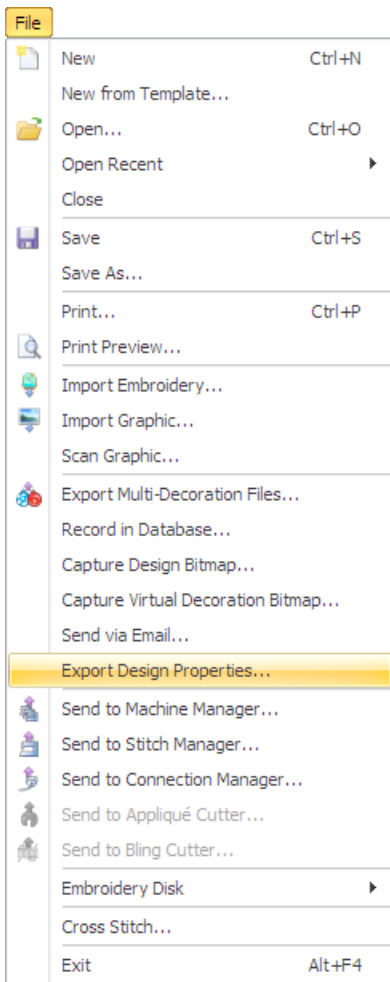 File
New Ctrl+N
New from Template...
Open... Ctrl+O
Open Recent
Close
Save Ctrl+S
Save As...
Print... Ctrl+P
Print Preview...
Import Embroidery...
Import Graphic...
Scan Graphic...
Export Multi-Decoration Files...
Record in Database...
Capture Design Bitmap...
Capture Virtual Decoration Bitmap...
Send via Email...
Export Design Properties...
Send to Machine Manager...
Send to Stitch Manager...
Send to Connection Manager...
Send to Appliqué Cutter...
Send to Bling Cutter...
Embroidery Disk
Cross Stitch...
Exit Alt+F4